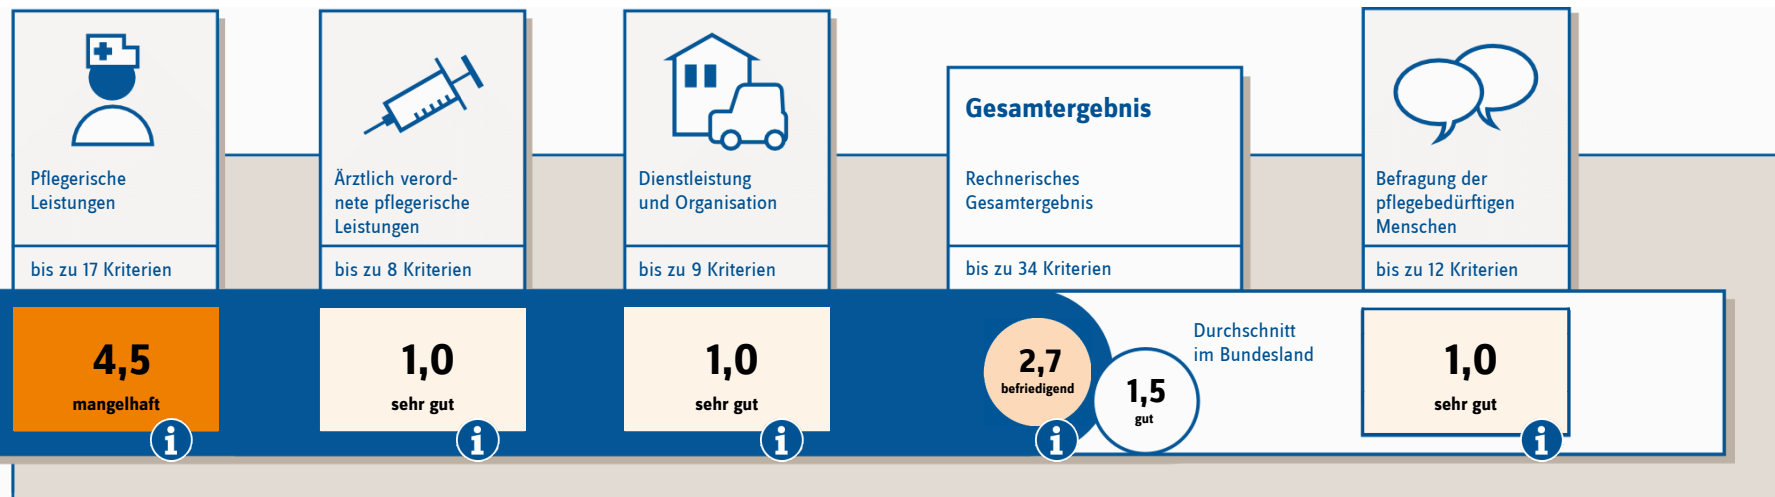 Pflegerische
Leistungen
bis zu 17 Kriterien
4,5
mangelhaft
i
Ärztlich verord-
nete pflegerische
Leistungen
bis zu 8 Kriterien
1,0
sehr gut
i
Dienstleistung
und Organisation
bis zu 9 Kriterien
1,0
sehr gut
i
Gesamtergebnis
Rechnerisches
Gesamtergebnis
bis zu 34 Kriterien
2,7
befriedigend
i
1,5
gut
Durchschnitt
im Bundesland
Befragung der
pflegebedürftigen
Menschen
bis zu 12 Kriterien
1,0
sehr gut
i